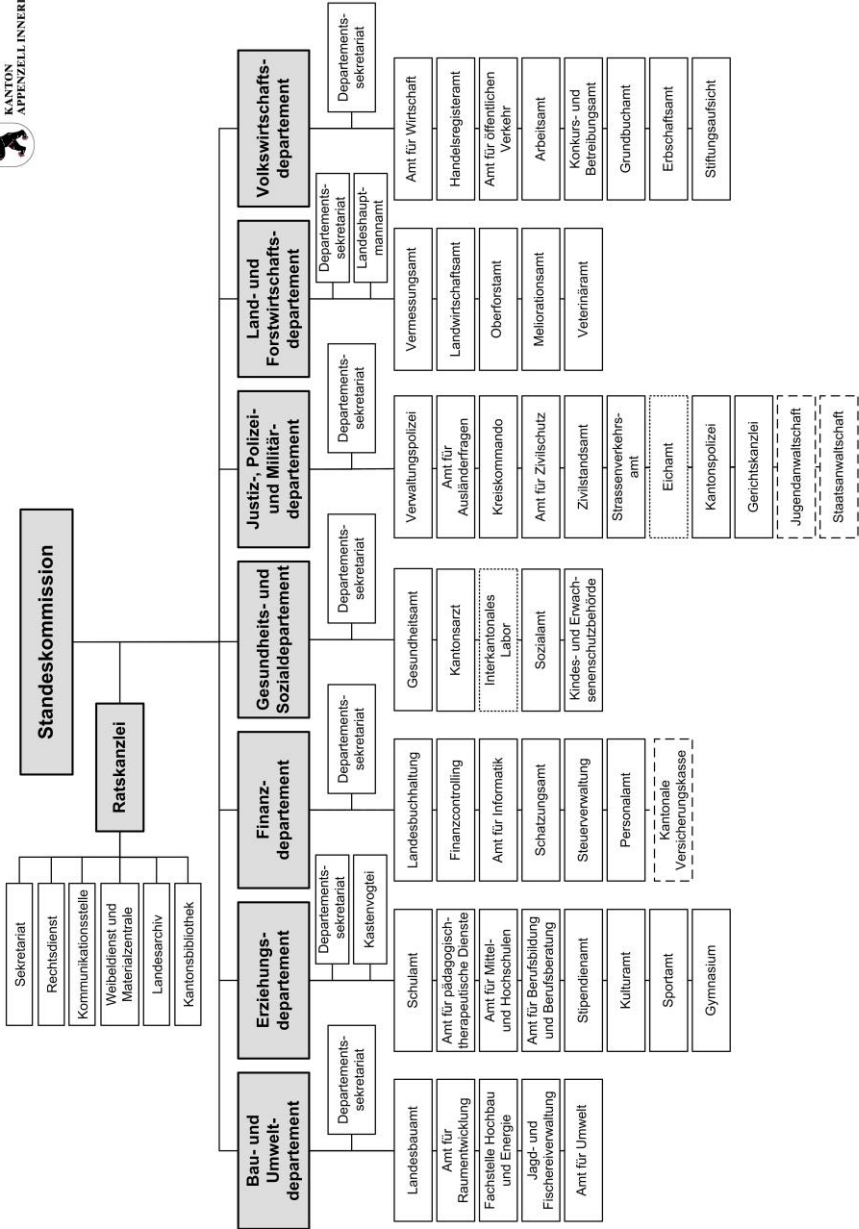 KANTON
Standeskommission
Ratskanzlei
Sekretariat
Rechtsdienst
Kommunikationsstelle
Weibeldienst und
Materialzentrale
Landesarchiv
Kantonsbibliothek
Bau- und
Umwelt-
departement
Departements-
sekretariat
Landesbauamt
Amt für
Raumentwicklung
Fachstelle Hochbau
und Energie
Jagd- und
Fischereiverwaltung
Amt für Umwelt
Erziehungs-
departement
Departements-
sekretariat
Kastenvogtei
Schulamt
Amt für pädagogisch-
therapeutische Dienste
Amt für Mittel-
und Hochschulen
Amt für Berufsbildung
und Berufsberatung
Stipendienamt
Kulturamt
Sportamt
Gymnasium
Finanz-
departement
Departements-
sekretariat
Landesbuchhaltung
Finanzcontrolling
Amt für Informatik
Schatzungsamt
Steuerverwaltung
Personalamt
Kantonale
Versicherungskasse
Gesundheits- und
Sozialdepartement
Departements-
sekretariat
Gesundheitsamt
Kantonsarzt
Interkantonales
Labor
Sozialamt
Kindes- und Erwach-
senenschutzbehörde
Justiz-, Polizei-
und Militär-
departement
Departements-
sekretariat
Verwaltungspolizei
Amt für
Ausländerfragen
Kreiskommando
Amt für Zivilschutz
Zivilstandsamt
Strassenverkehrs-
amt
Eichamt
Kantonspolizei
Gerichtskanzlei
Jugendanwaltschaft
Staatsanwaltschaft
Land- und
Forstwirtschafts-
departement
Departements-
sekretariat
Landeshaupt-
mannamt
Vermessungsamt
Landwirtschaftsamt
Oberforstamt
Meliorationsamt
Veterinäramt
Volkswirtschafts-
departement
Departements-
sekretariat
Amt für Wirtschaft
Handelsregisteramt
Amt für öffentlichen
Verkehr
Arbeitsamt
Konkurs- und
Betreibungsamt
Grundbuchamt
Erbschaftsamt
Stiftungsaufsicht
APPENZELL